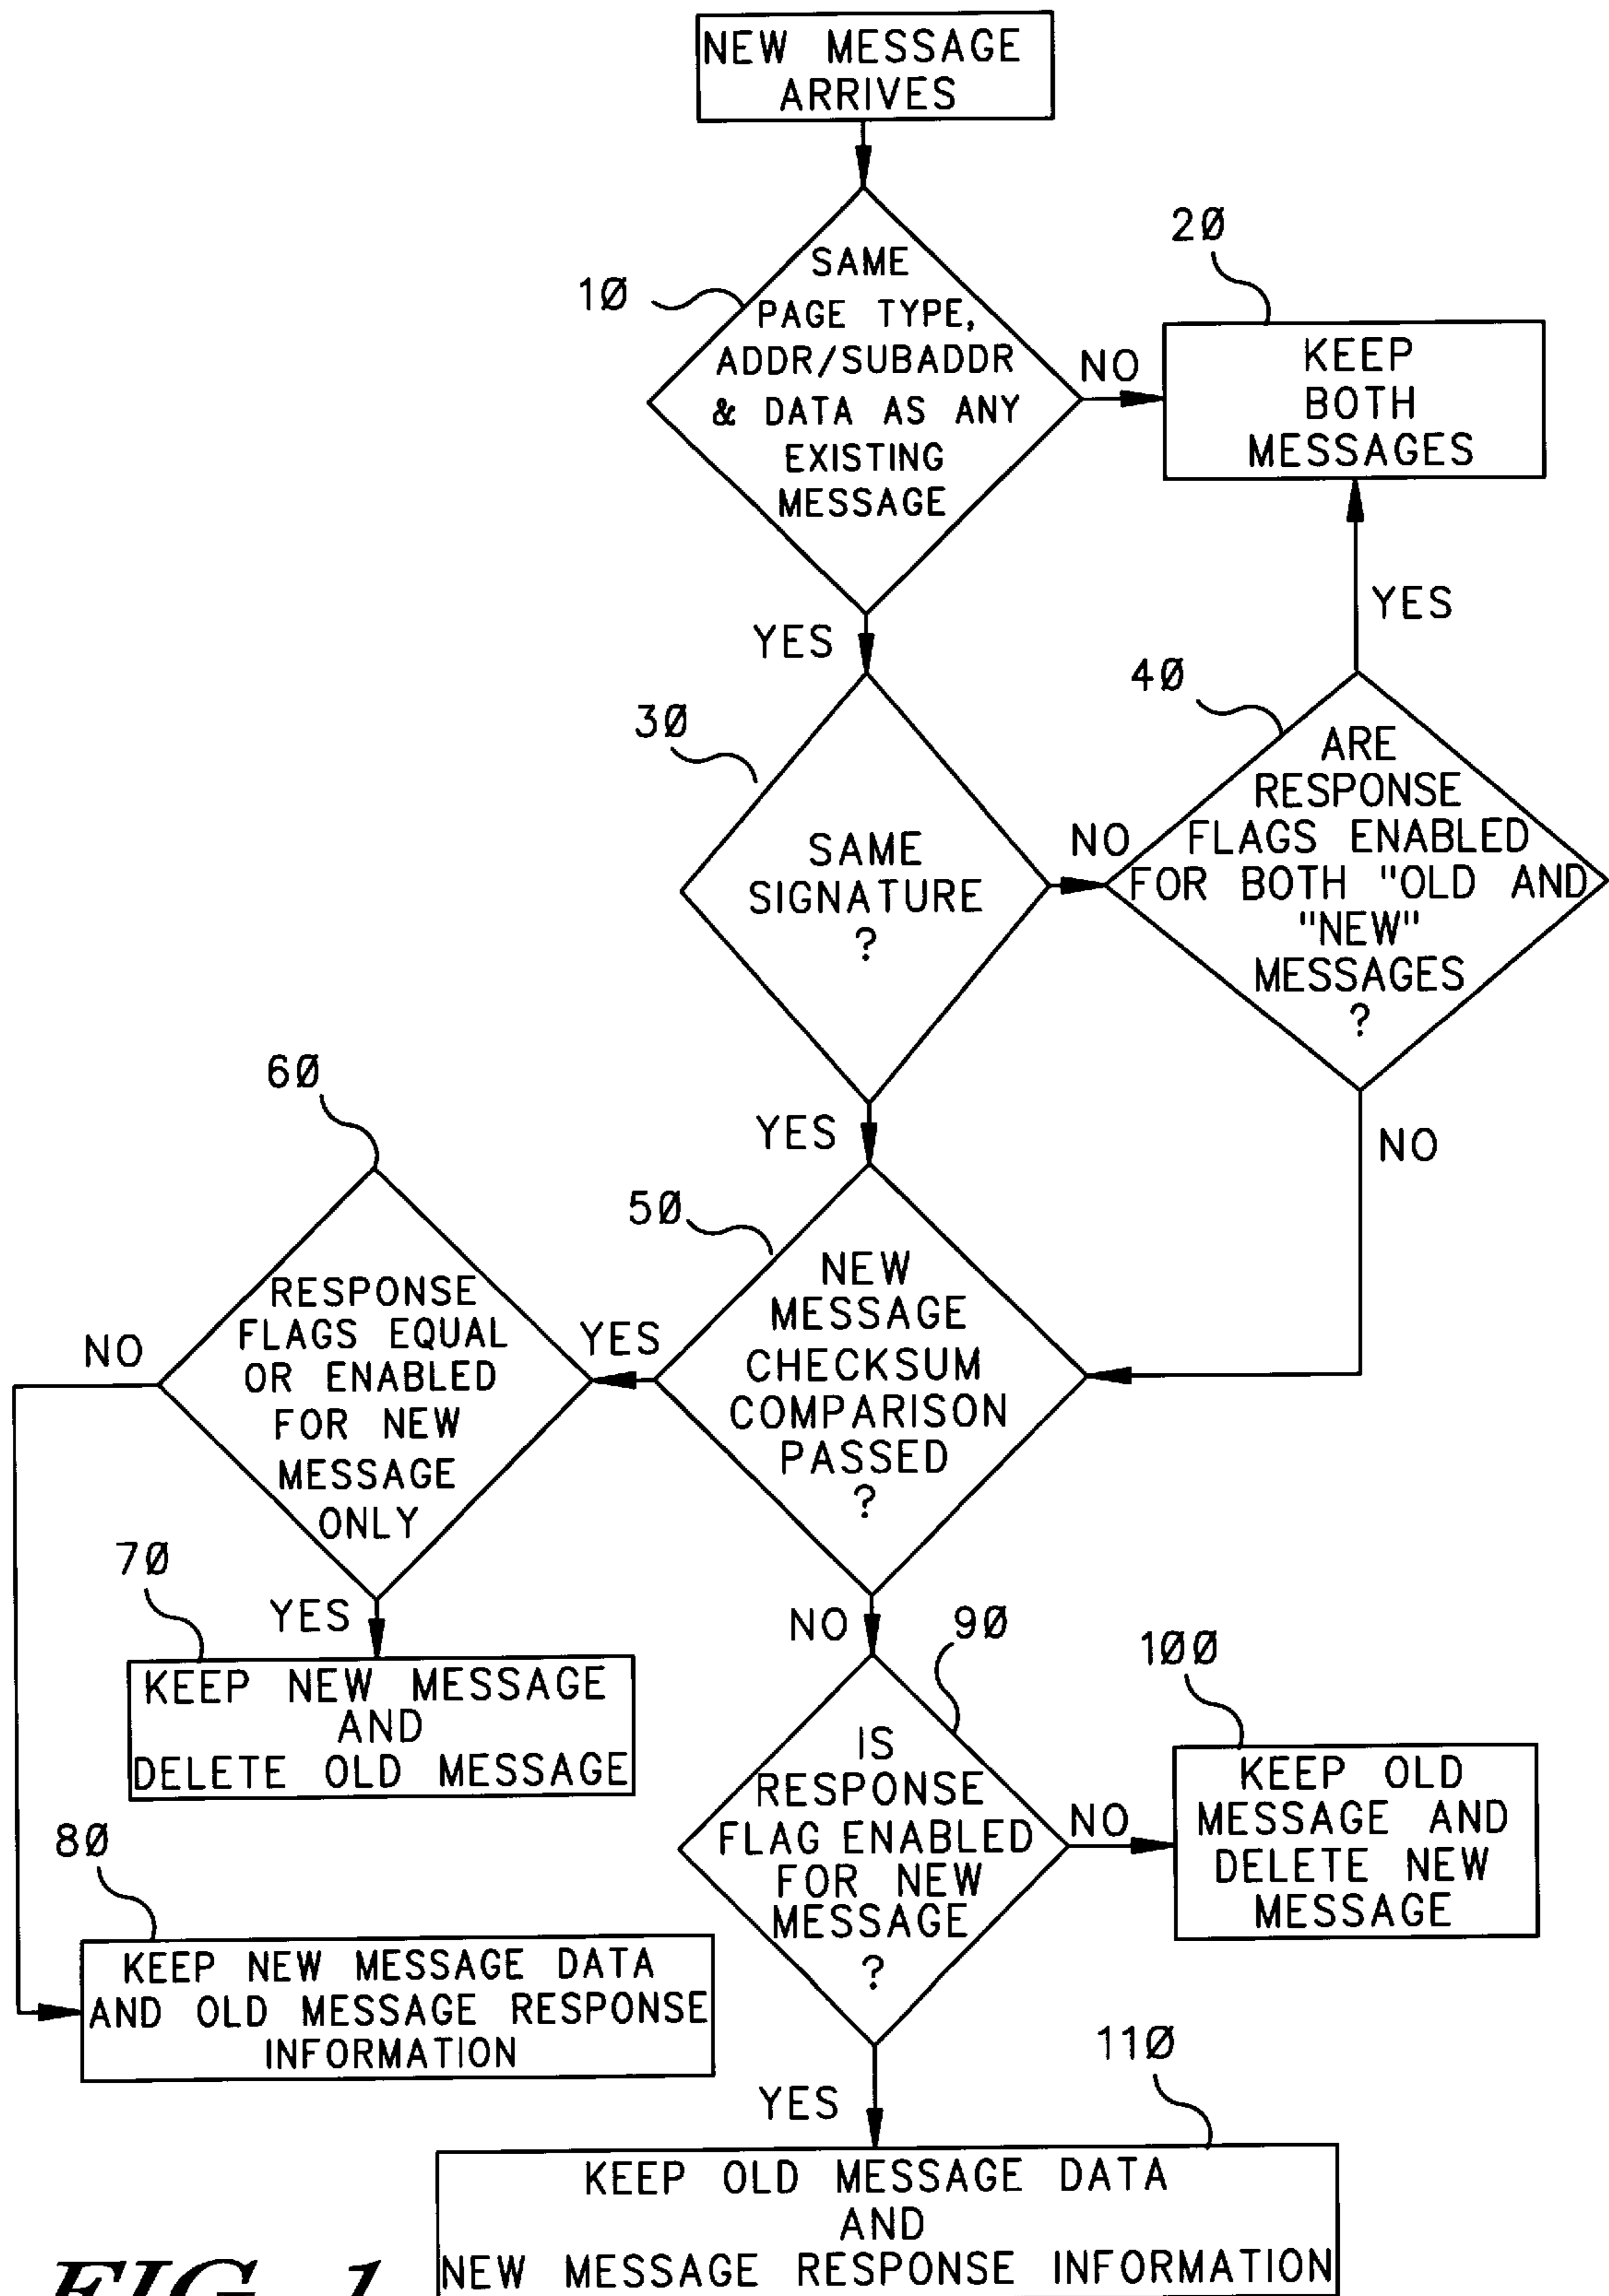 NEW MESSAGE
ARRIVES
10
SAME
PAGE TYPE,
ADDR/SUBADDR
& DATA AS ANY
EXISTING
MESSAGE
NO
20
KEEP
BOTH
MESSAGES
YES
YES
30
SAME
SIGNATURE
?
NO
40
ARE
RESPONSE
FLAGS ENABLED
FOR BOTH "OLD AND
"NEW"
MESSAGES
?
YES
NO
50
NEW
MESSAGE
CHECKSUM
COMPARISON
PASSED
?
YES
60
RESPONSE
FLAGS EQUAL
OR ENABLED
FOR NEW
MESSAGE
ONLY
NO
YES
70
KEEP NEW MESSAGE
AND
DELETE OLD MESSAGE
80
KEEP NEW MESSAGE DATA
AND OLD MESSAGE RESPONSE
INFORMATION
NO
90
IS
RESPONSE
FLAG ENABLED
FOR NEW
MESSAGE
?
NO
100
KEEP OLD
MESSAGE AND
DELETE NEW
MESSAGE
YES
110
KEEP OLD MESSAGE DATA
AND
NEW MESSAGE RESPONSE INFORMATION
FIG. 1